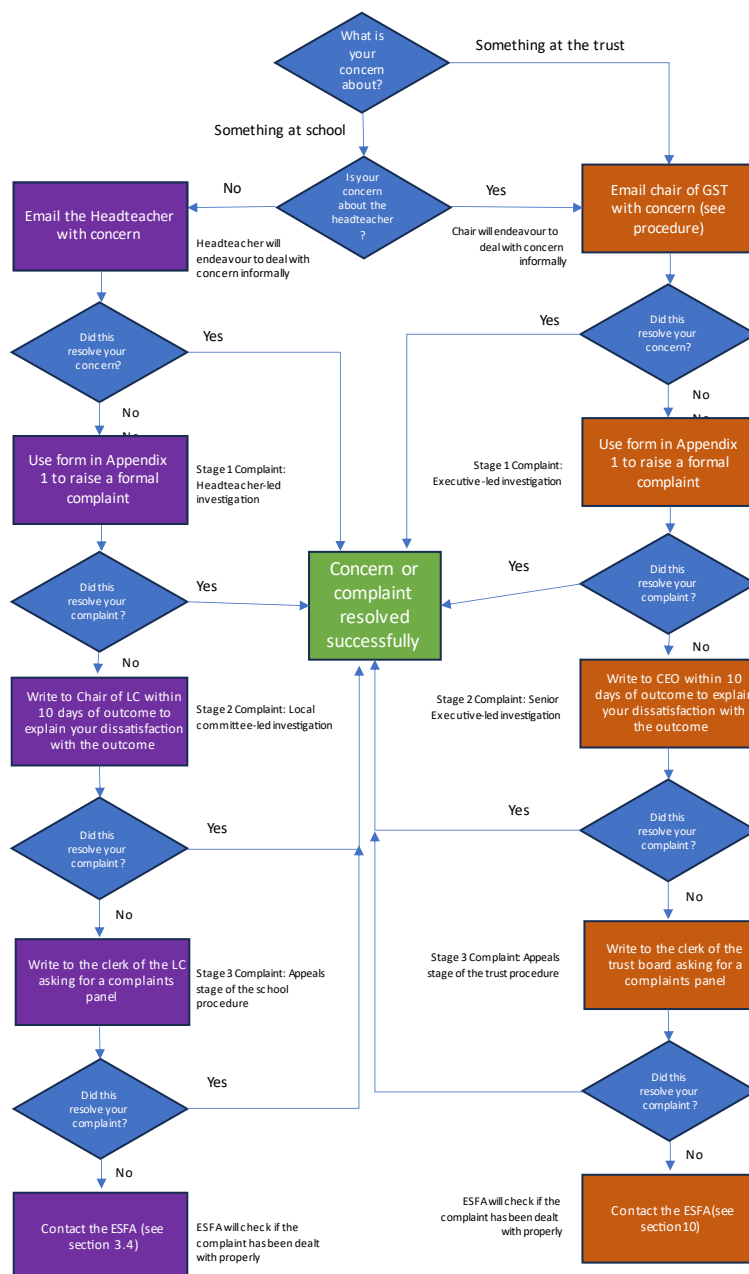 What is
your
concern
about?
Something at the trust
Something at school
Is your
concern
about the
headteacher
?
No
Yes
Email the Headteacher
with concern
Email chair of GST
with concern (see
procedure)
Headteacher will
endeavour to deal with
concern informally
Chair will endeavour to
deal with concern
informally
Did this
resolve your
concern?
Yes
Yes
Did this
resolve your
concern?
No
No
No
No
Use form in Appendix
1 to raise a formal
complaint
Stage 1 Complaint:
Headteacher-led
investigation
Stage 1 Complaint:
Executive-led investigation
Use form in Appendix
1 to raise a formal
complaint
Did this
resolve your
complaint?
Yes
Concern or
complaint
resolved
successfully
Yes
Did this
resolve your
complaint?
No
No
Write to Chair of LC within
10 days of outcome to
explain your dissatisfaction
with the outcome
Stage 2 Complaint: Local
committee-led investigation
Stage 2 Complaint: Senior
Executive-led investigation
Write to CEO within 10
days of outcome to explain
your dissatisfaction with
the outcome
Did this
resolve your
complaint?
Yes
Yes
Did this
resolve your
complaint?
No
No
Write to the clerk of the LC
asking for a complaints
panel
Stage 3 Complaint: Appeals
stage of the school
procedure
Stage 3 Complaint: Appeals
stage of the trust procedure
Write to the clerk of the
trust board asking for a
complaints panel
Did this
resolve your
complaint?
Yes
Did this
resolve your
complaint?
No
No
Contact the ESFA (see
section 3.4)
ESFA will check if the
complaint has been dealt
with properly
ESFA will check if the
complaint has been dealt
with properly
Contact the ESFA(see
section10)